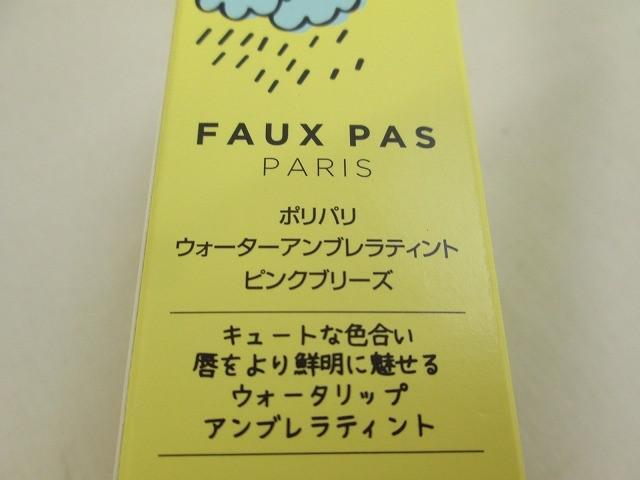 FAUX PAS
PARIS
ポリパリ
ウォーターアンブレラティント
ピンクブリーズ
キュートな色合い
唇をより鮮明に魅せる
ウォータリップ
アンブレラティント